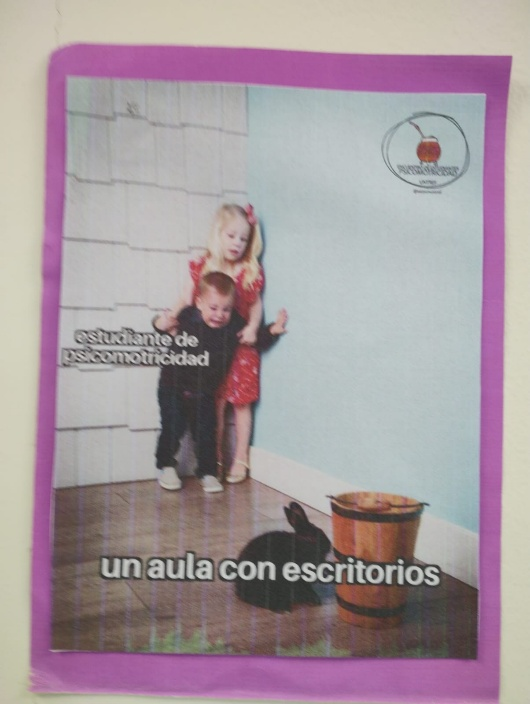 estudiante de
psicomotricidad
un aula con escritorios